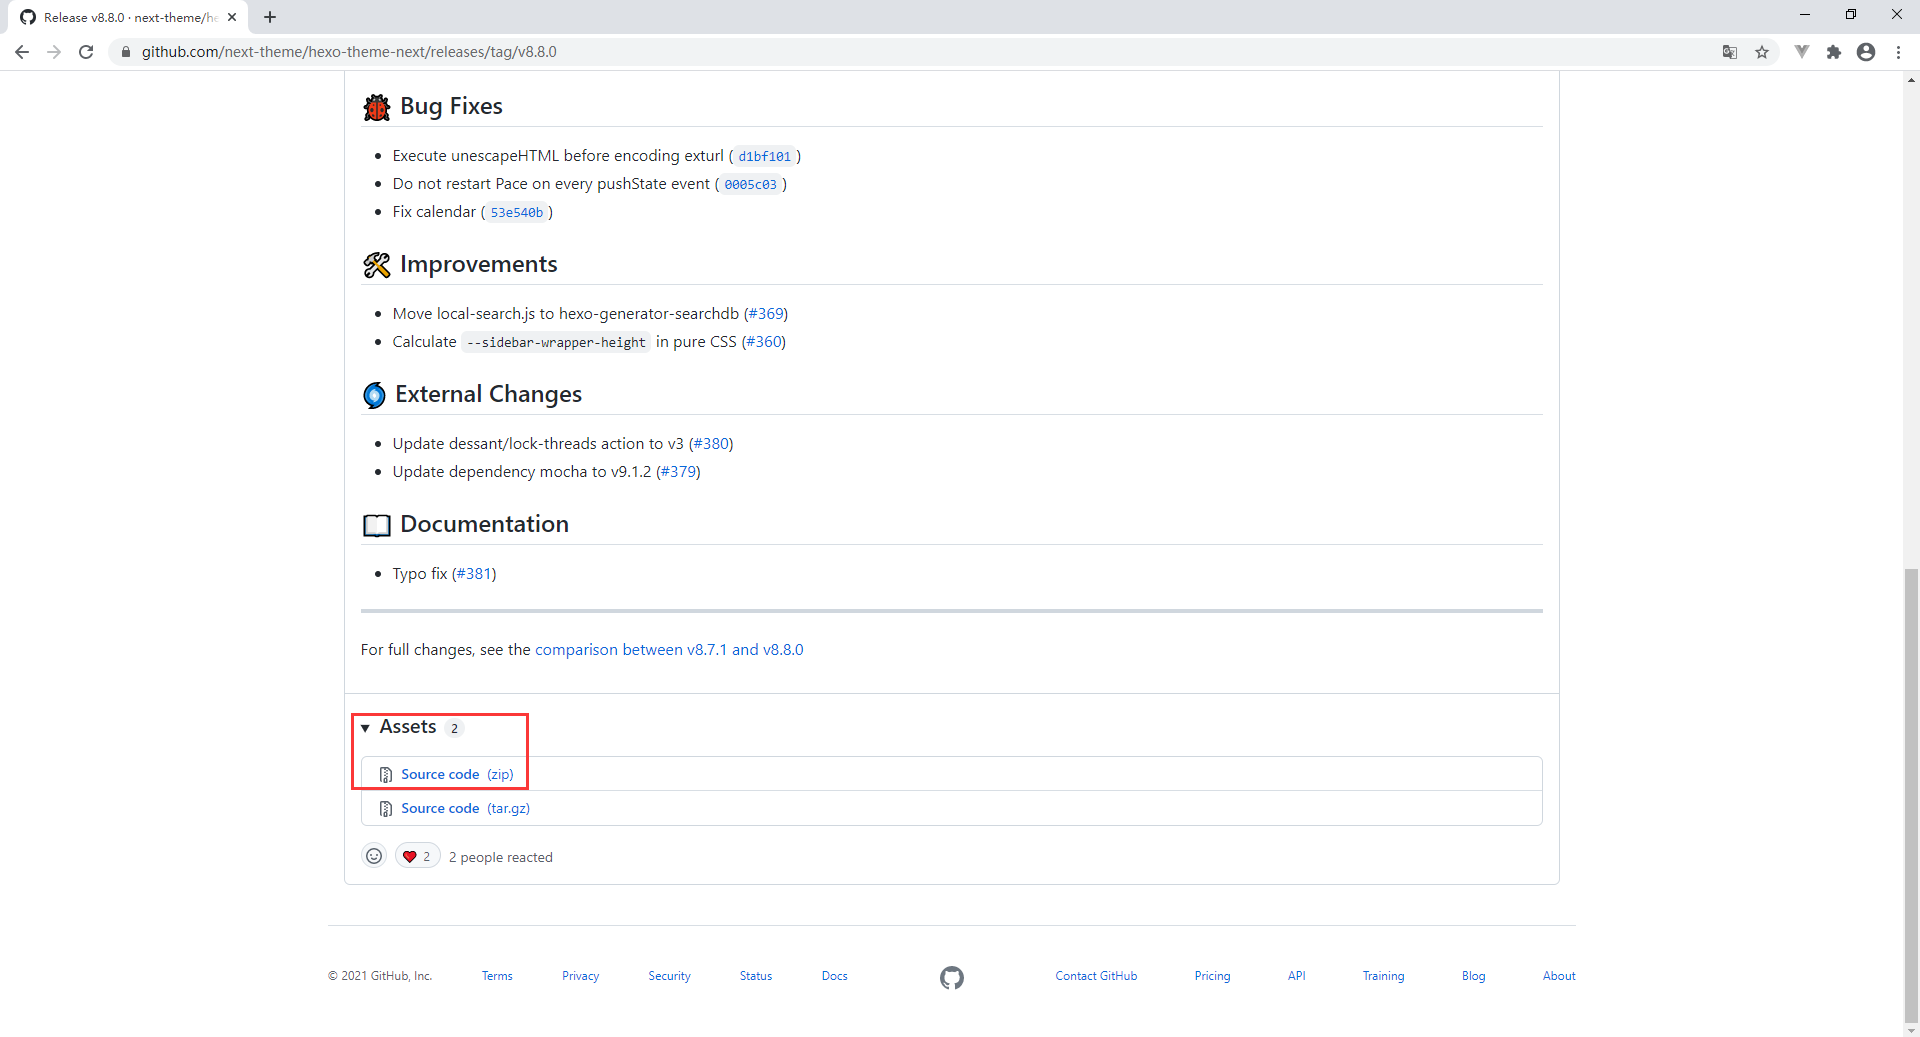 Release v8.8.0 · next-theme/he
github.com/next-theme/hexo-theme-next/releases/tag/v8.8.0
Bug Fixes
Execute unescapeHTML before encoding exturl ( d1bf101 )
Do not restart Pace on every pushState event ( 0005c03 )
Fix calendar ( 53e540b )
Improvements
Move local-search.js to hexo-generator-searchdb (#369)
Calculate --sidebar-wrapper-height in pure CSS (#360)
External Changes
Update dessant/lock-threads action to v3 (#380)
Update dependency mocha to v9.1.2 (#379)
Documentation
Typo fix (#381)
For full changes, see the comparison between v8.7.1 and v8.8.0
Assets 2
Source code (zip)
Source code (tar.gz)
2 2 people reacted
© 2021 GitHub, Inc. Terms Privacy Security Status Docs Contact GitHub Pricing API Training Blog About